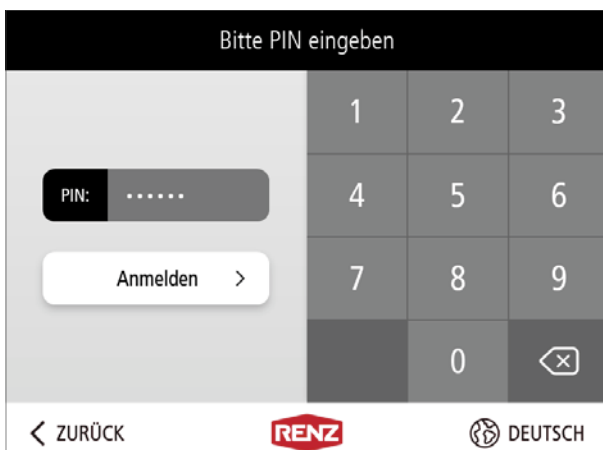 Bitte PIN eingeben
1 2 3
PIN: ······
4 5 6
Anmelden >
7 8 9
0
ZURÜCK
RENZ
DEUTSCH